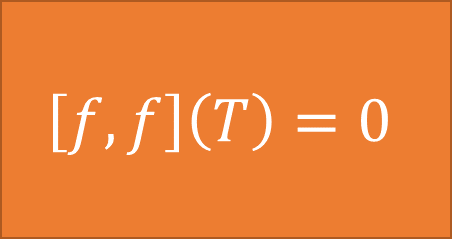 [𝑓, 𝑓](𝑇) = 0